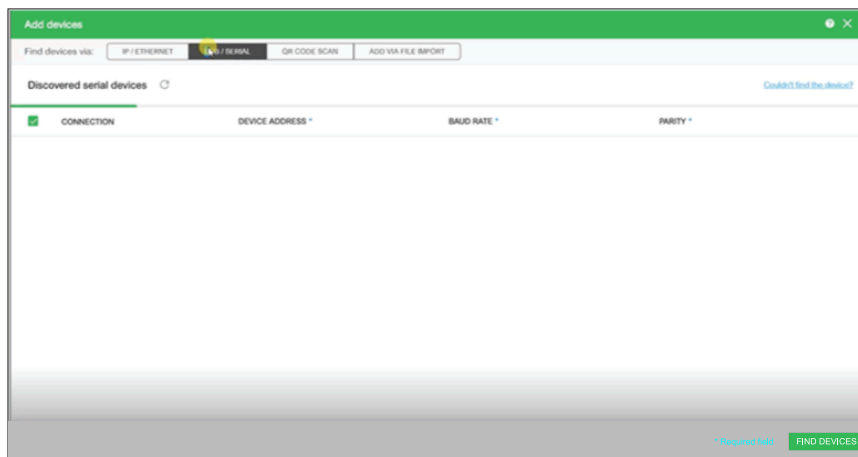 Add devices
Find devices via: IP / ETHERNET / SERIAL QR CODE SCAN ADD VIA FILE IMPORT
Discovered serial devices Couldn't find the device?
CONNECTION DEVICE ADDRESS * BAUD RATE * PARITY *
* Required field FIND DEVICES